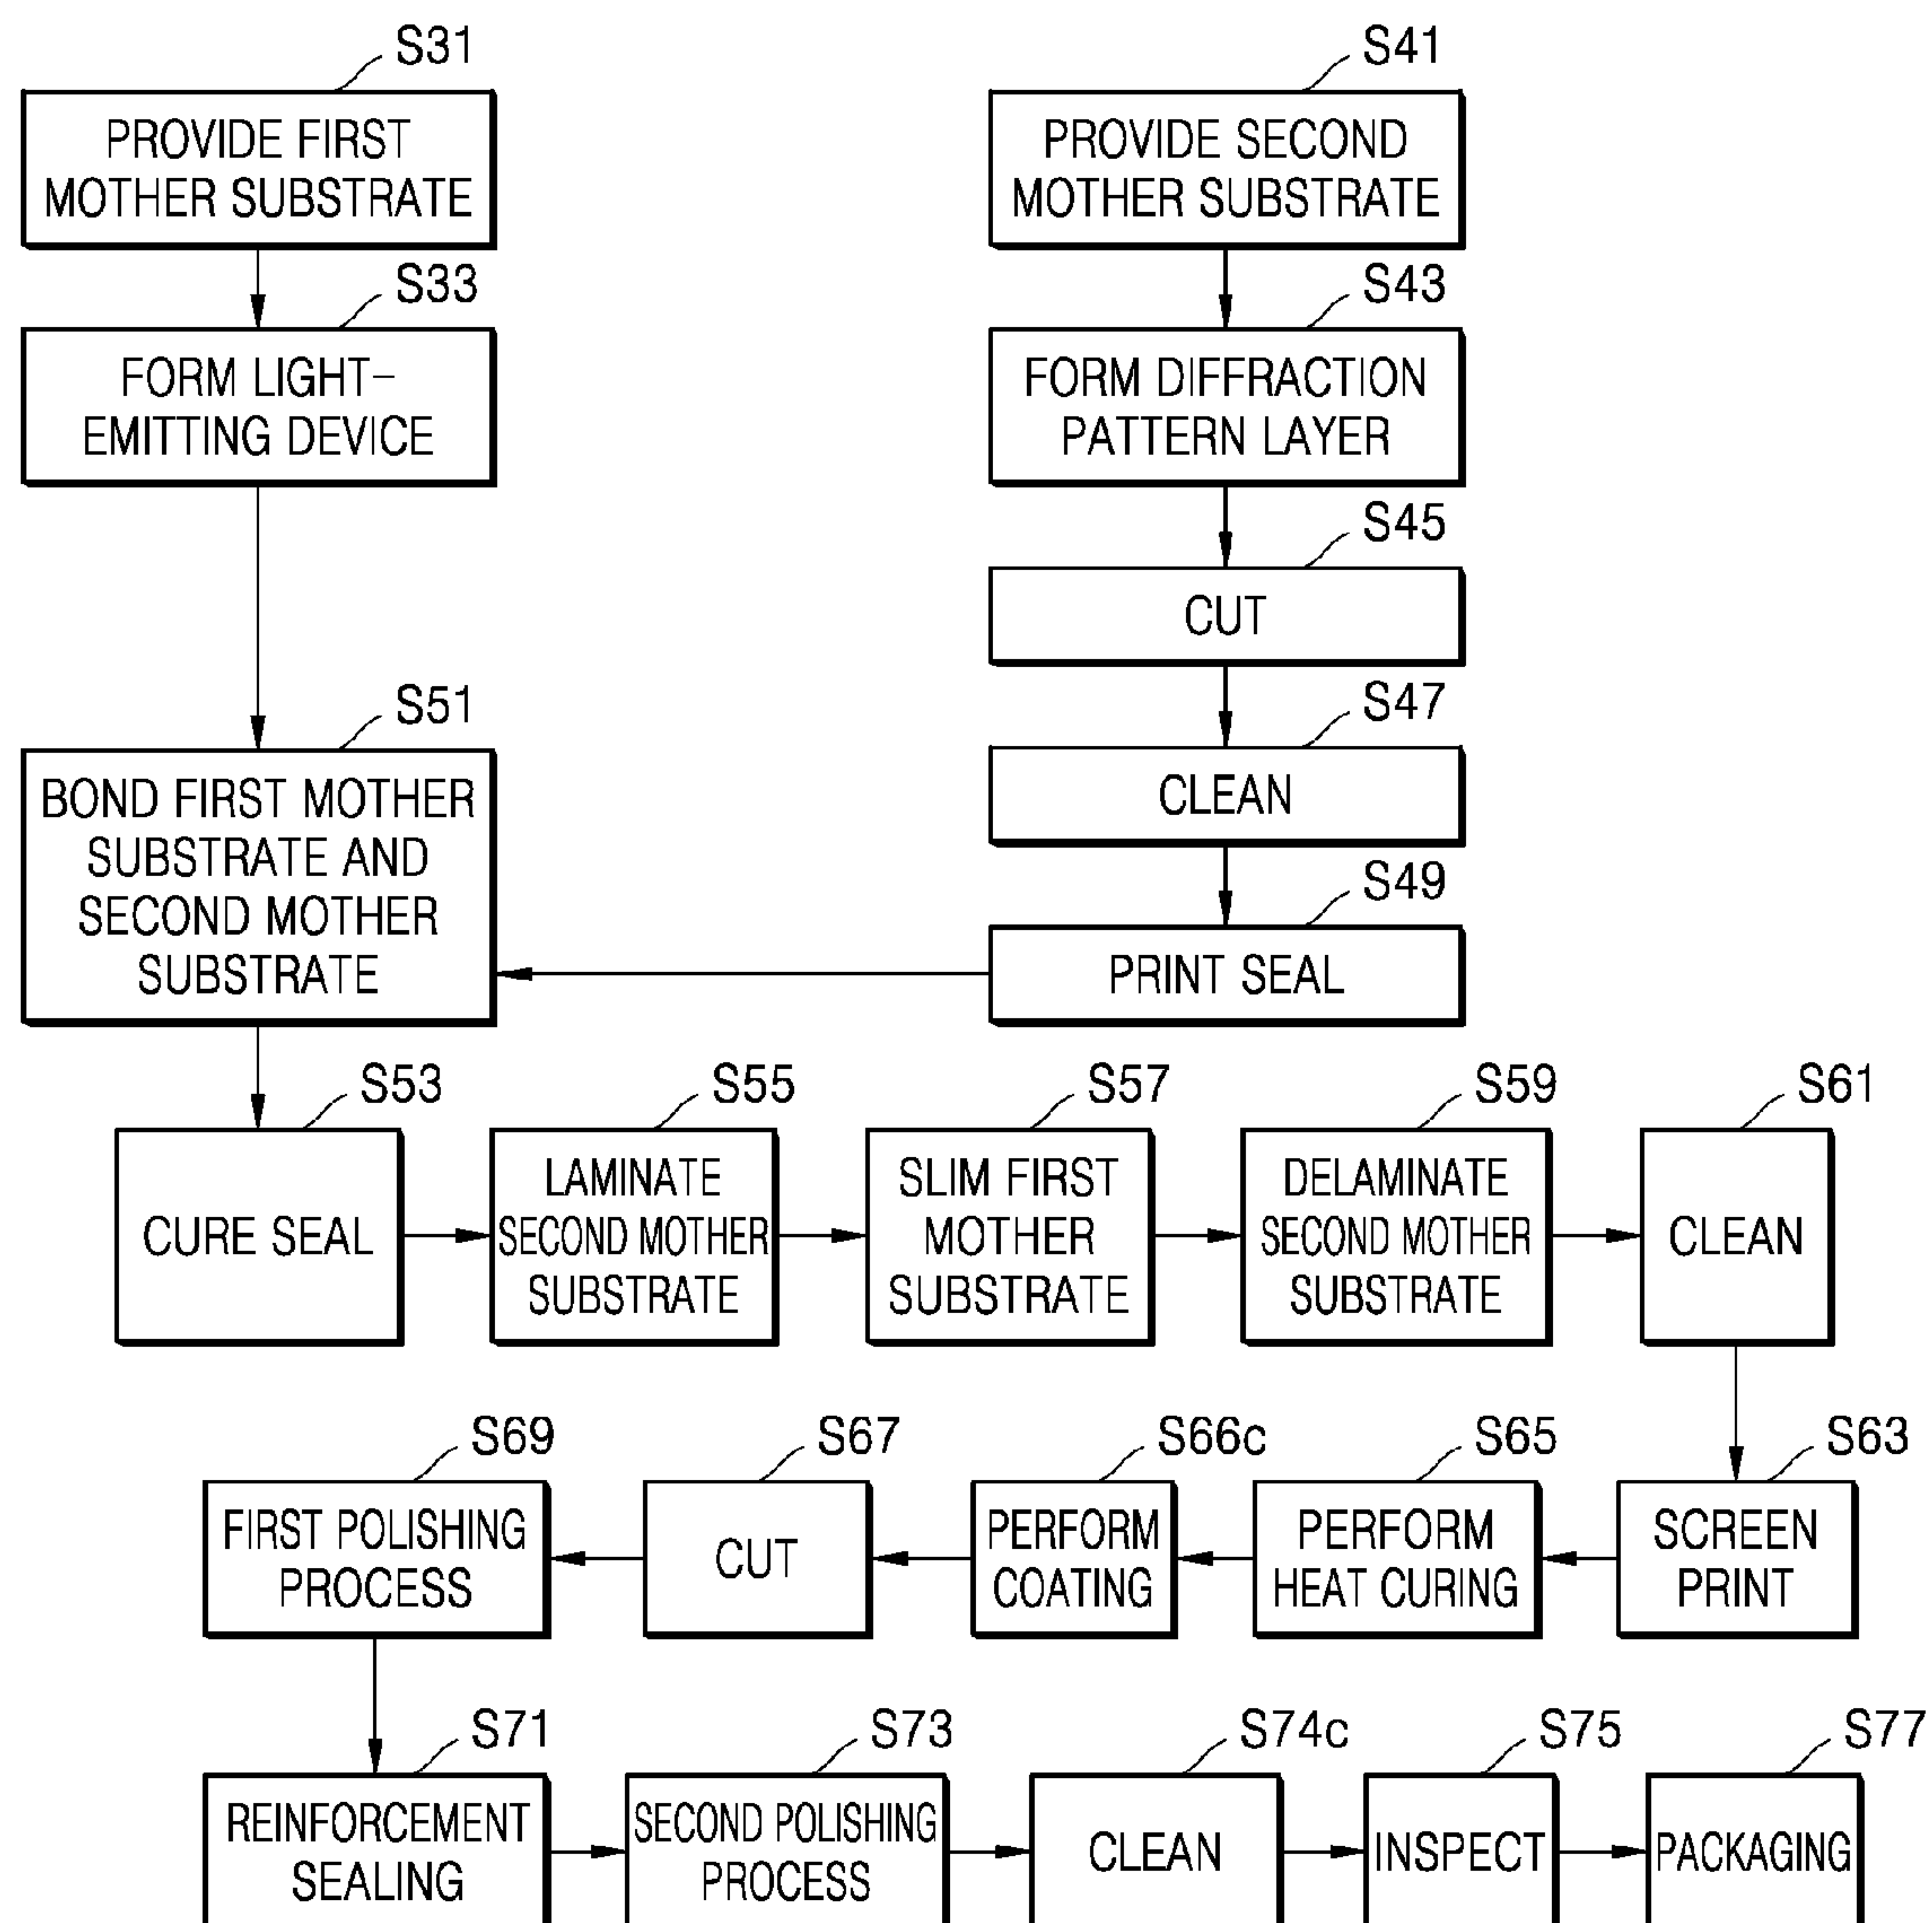 S31
PROVIDE FIRST
MOTHER SUBSTRATE
S41
PROVIDE SECOND
MOTHER SUBSTRATE
S33
FORM LIGHT-
EMITTING DEVICE
S43
FORM DIFFRACTION
PATTERN LAYER
S45
CUT
S47
CLEAN
S49
PRINT SEAL
S51
BOND FIRST MOTHER
SUBSTRATE AND
SECOND MOTHER
SUBSTRATE
S53
CURE SEAL
S55
LAMINATE
SECOND MOTHER
SUBSTRATE
S57
SLIM FIRST
MOTHER
SUBSTRATE
S59
DELAMINATE
SECOND MOTHER
SUBSTRATE
S61
CLEAN
S63
SCREEN
PRINT
S65
PERFORM
HEAT CURING
S66c
PERFORM
COATING
S67
CUT
S69
FIRST POLISHING
PROCESS
S71
REINFORCEMENT
SEALING
S73
SECOND POLISHING
PROCESS
S74c
CLEAN
S75
INSPECT
S77
PACKAGING